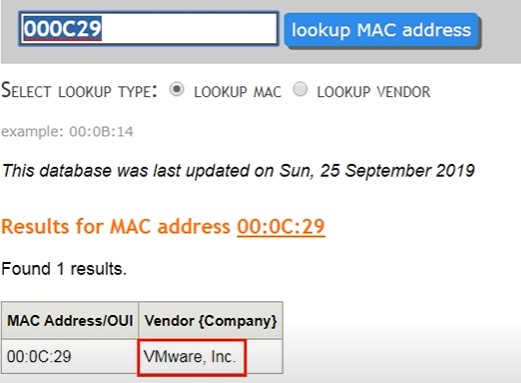 000C29 lookup MAC address
SELECT LOOKUP TYPE: LOOKUP MAC LOOKUP VENDOR
example: 00:0B:14
This database was last updated on Sun, 25 September 2019
Results for MAC address 00:0C:29
Found 1 results.
MAC Address/OUI Vendor {Company}
00:0C:29 VMware, Inc.